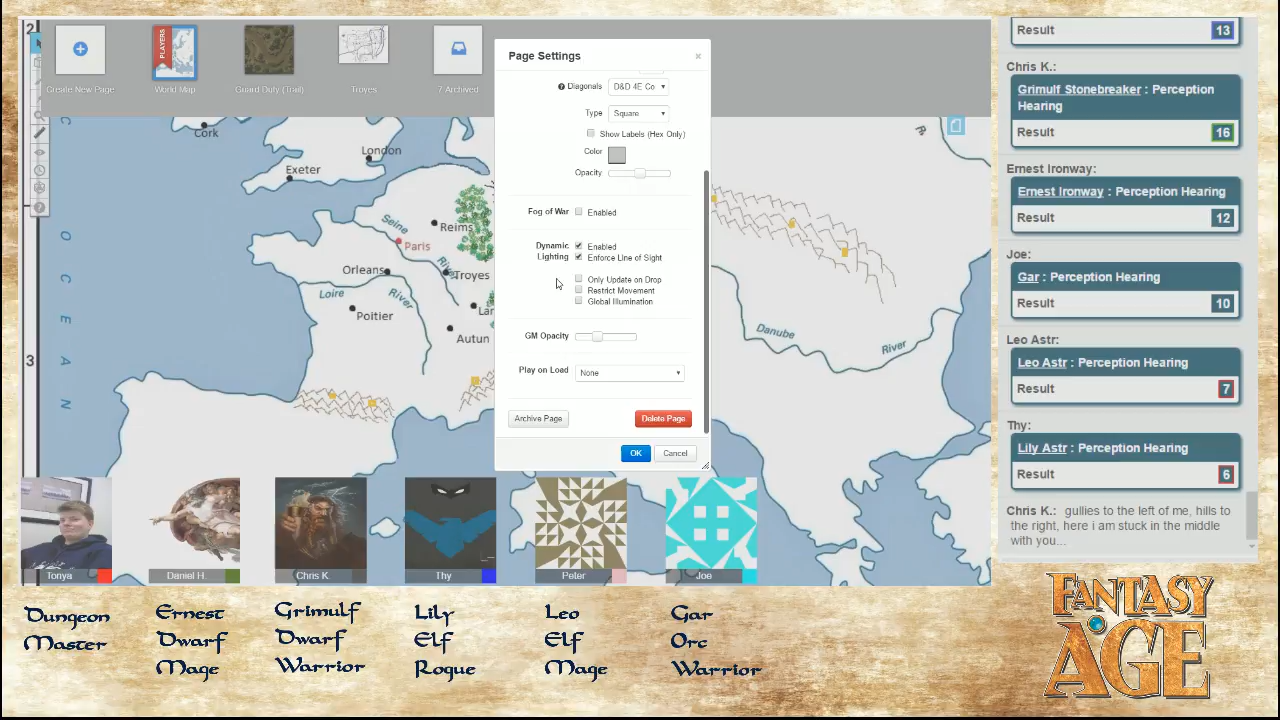 2
PLAYERS
Create New Page
World Map
Guard Duty (Trail)
Troyes
7 Archived
Page Settings
×
Diagonals
D&D 4E Co
Type
Square
Show Labels (Hex Only)
Color
Opacity
Fog of War
Enabled
Dynamic Lighting
Enabled
Enforce Line of Sight
Only Update on Drop
Restrict Movement
Global Illumination
GM Opacity
Play on Load
None
Archive Page
Delete Page
OK
Cancel
C
O
C
E
A
N
3
Cork
London
Exeter
Seine
Reims
Paris
Orleans
Troyes
Loire
River
Poitier
Autun
Danube
River
Result
13
Chris K.:
Grimulf Stonebreaker : Perception
Hearing
Result
16
Ernest Ironway:
Ernest Ironway : Perception Hearing
Result
12
Joe:
Gar : Perception Hearing
Result
10
Leo Astr:
Leo Astr : Perception Hearing
Result
7
Thy:
Lily Astr : Perception Hearing
Result
6
Chris K.: gullies to the left of me, hills to
the right, here i am stuck in the middle
with you...
Tonya
Daniel H.
Chris K.
Thy
Peter
Joe
Dungeon
Master
Ernest
Dwarf
Mage
Grimulf
Dwarf
Warrior
Lily
Elf
Rogue
Leo
Elf
Mage
Gar
Orc
Warrior
FANTASY
AGE